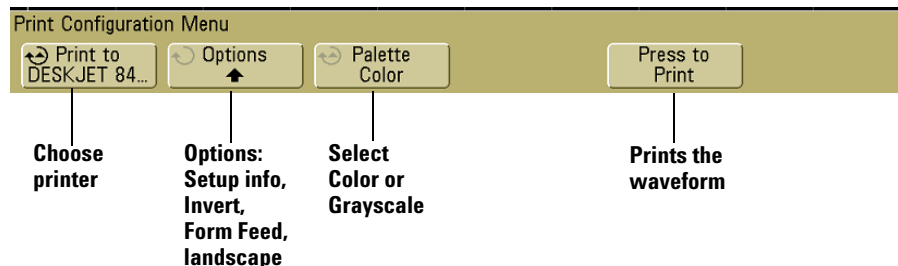 Print Configuration Menu
Print to
DESKJET 84...
Options
Palette
Color
Press to
Print
Choose
printer
Options:
Setup info,
Invert,
Form Feed,
landscape
Select
Color or
Grayscale
Prints the
waveform